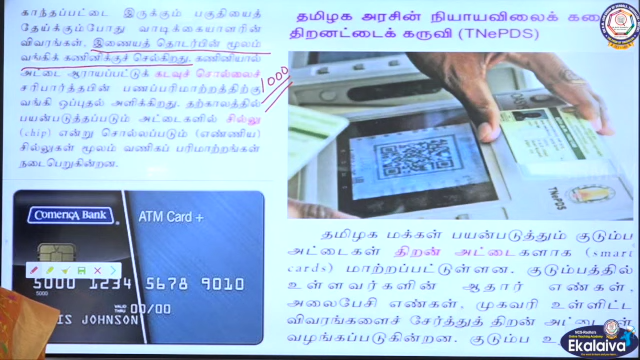 காந்தப்பட்டை இருக்கும் பகுதியைத்
தேய்க்கும்போது வாடிக்கையாளரின்
விவரங்கள், இணையத் தொடர்பின் மூலம்
வங்கிக் கணினிக்குச் செல்கிறது. கணினியால்
அட்டை ஆராயப்பட்டுக் கடவுச் சொல்லைச்
சரிபார்த்தபின் பணப்பரிமாற்றத்திற்கு
வங்கி ஒப்புதல் அளிக்கிறது. தற்காலத்தில்
பயன்படுத்தப்படும் அட்டைகளில் சில்லு
(chip) என்று சொல்லப்படும் (எண்ணிய)
சில்லுகள் மூலம் வணிகப் பரிமாற்றங்கள்
நடைபெறுகின்றன.
1000
Comerica Bank
ATM Card +
5000 1234 5678 9010
5000
VALID
THRU 00/00
IS JOHNSON
தமிழக அரசின் நியாயவிலைக்
திறனட்டைக் கருவி (TNePDS)
TNePDS
தமிழக மக்கள் பயன்படுத்தும் குடும்ப
அட்டைகள் திறன் அட்டைகளாக (smart
cards) மாற்றப்பட்டுள்ளன. குடும்பத்தில்
உள்ளவர்களின் ஆதார் எண்கள்,
அலைபேசி எண்கள், முகவரி உள்ளிட்ட
விவரங்களைச் சேர்த்துத் திறன்
வழங்கப்படுகின்றன. குடும்ப
Ekalaiva